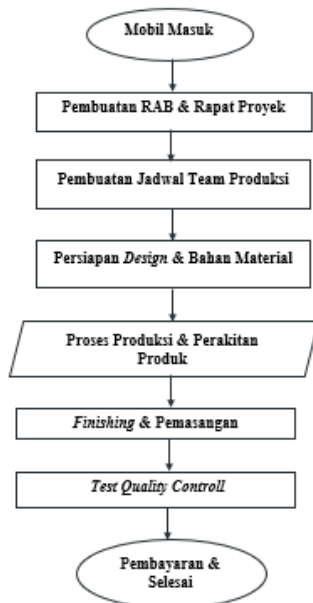 Mobil Masuk
Pembuatan RAB & Rapat Proyek
Pembuatan Jadwal Team Produksi
Persiapan Design & Bahan Material
Proses Produksi & Perakitan
Produk
Finishing & Pemasangan
Test Quality Controll
Pembayaran &
Selesai